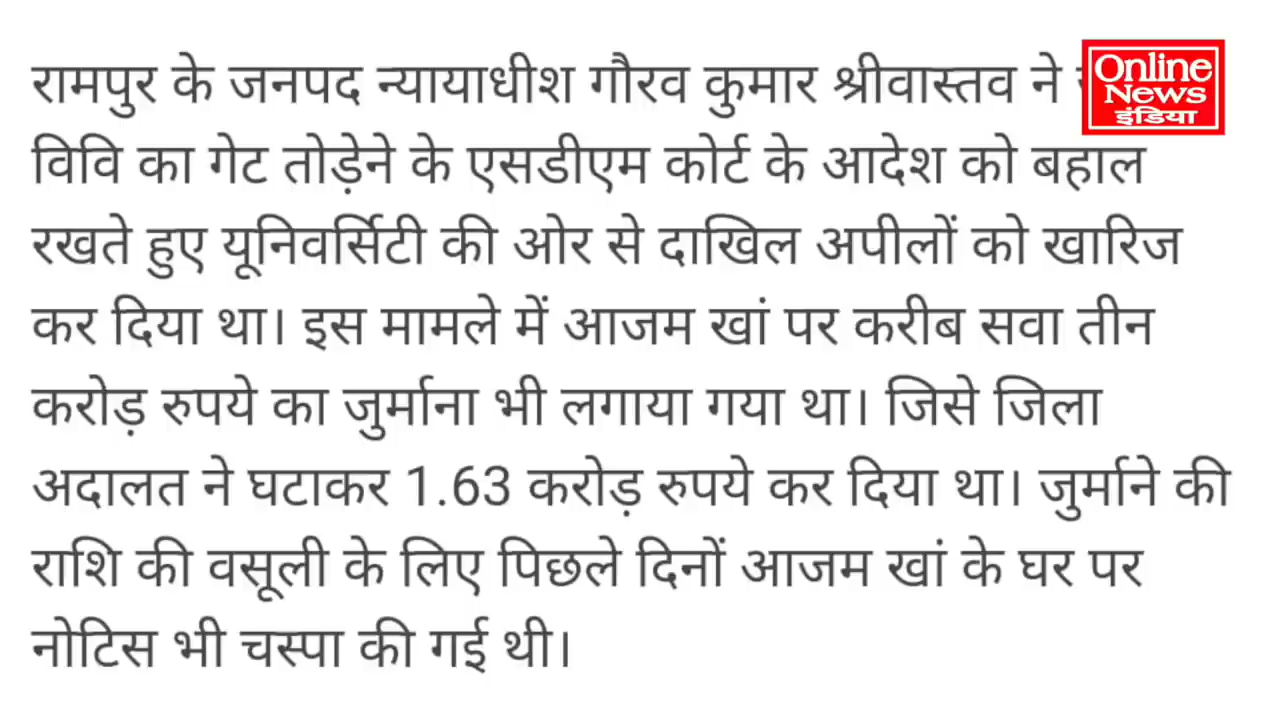 रामपुर के जनपद न्यायाधीश गौरव कुमार श्रीवास्तव ने
Online
News
इंडिया
विवि का गेट तोड़ेने के एसडीएम कोर्ट के आदेश को बहाल
रखते हुए यूनिवर्सिटी की ओर से दाखिल अपीलों को खारिज
कर दिया था। इस मामले में आजम खां पर करीब सवा तीन
करोड़ रुपये का जुर्माना भी लगाया गया था। जिसे जिला
अदालत ने घटाकर 1.63 करोड़ रुपये कर दिया था। जुर्माने की
राशि की वसूली के लिए पिछले दिनों आजम खां के घर पर
नोटिस भी चस्पा की गई थी।